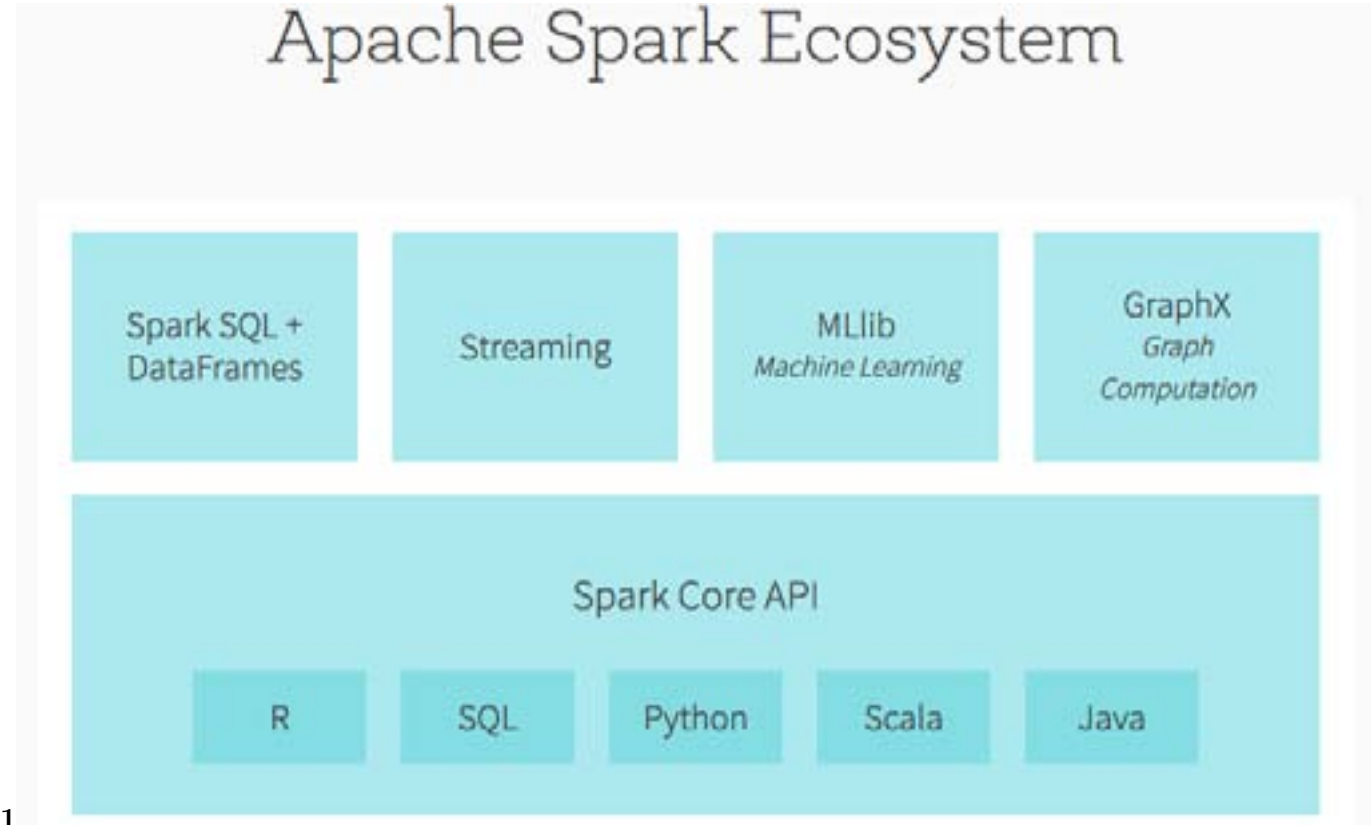 Apache Spark Ecosystem
Spark SQL +
DataFrames
Streaming
MLlib
Machine Learning
GraphX
Graph
Computation
Spark Core API
R
SQL
Python
Scala
Java
1